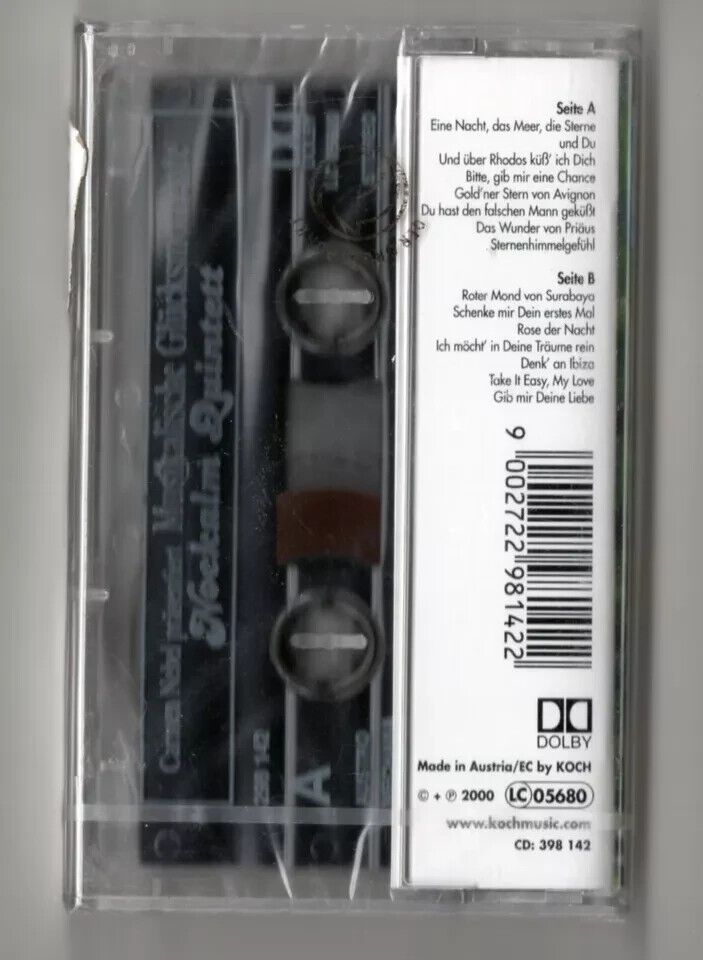 Seite A
Eine Nacht, das Meer, die Sterne
und Du
Und über Rhodos küß' ich Dich
Bitte, gib mir eine Chance
Gold'ner Stern von Avignon
Du hast den falschen Mann geküßt
Das Wunder von Priäus
Sternenhimmelgefühl
Seite B
Roter Mond von Surabaya
Schenke mir Dein erstes Mal
Rose der Nacht
Ich möcht' in Deine Träume rein
Denk' an Ibiza
Take It Easy, My Love
Gib mir Deine Liebe
9 002722 981422
DOLBY
Made in Austria/EC by KOCH
© + ℗ 2000 LC 05680
www.kochmusic.com
CD: 398 142
Carmen Nebel präsentiert
Nockalm Quintett
A